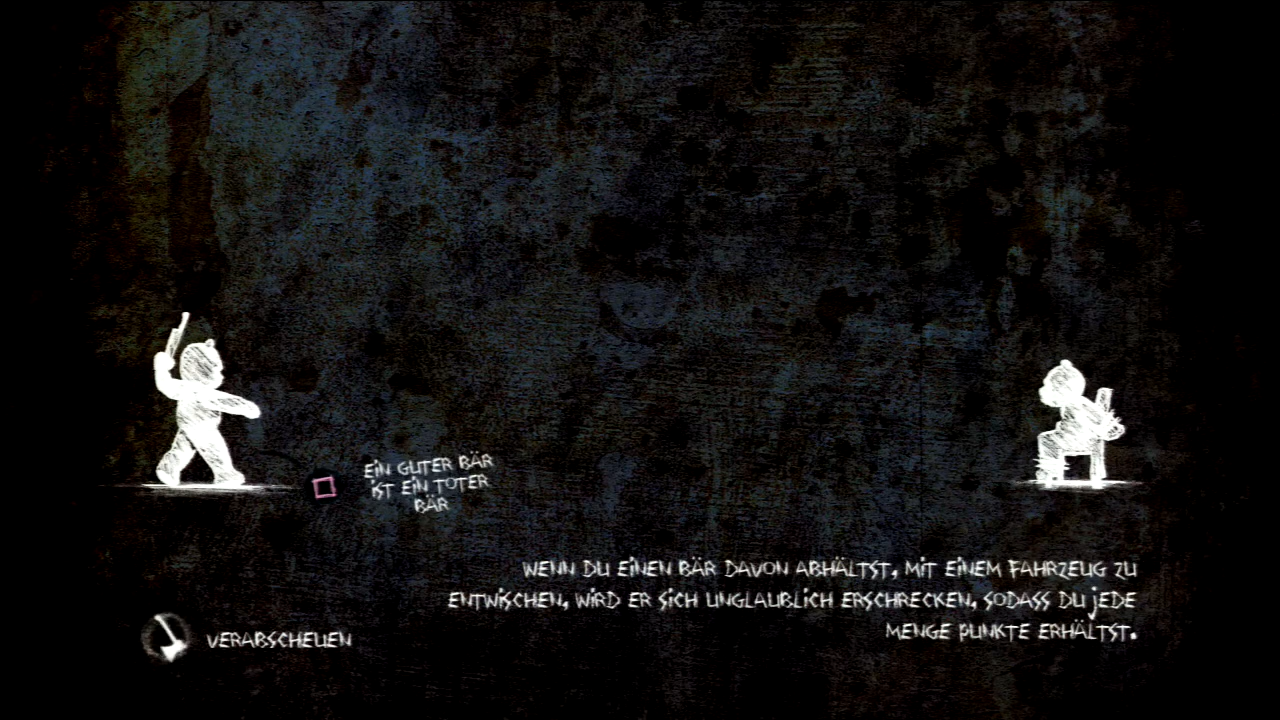 EIN GUTER BÄR
IST EIN TOTER
BÄR
WENN DU EINEN BÄR DAVON ABHÄLTST, MIT EINEM FAHRZEUG ZU
ENTWISCHEN, WIRD ER SICH UNGLAUBLICH ERSCHRECKEN, SODASS DU JEDE
MENGE PUNKTE ERHÄLTST.
VERABSCHEUEN